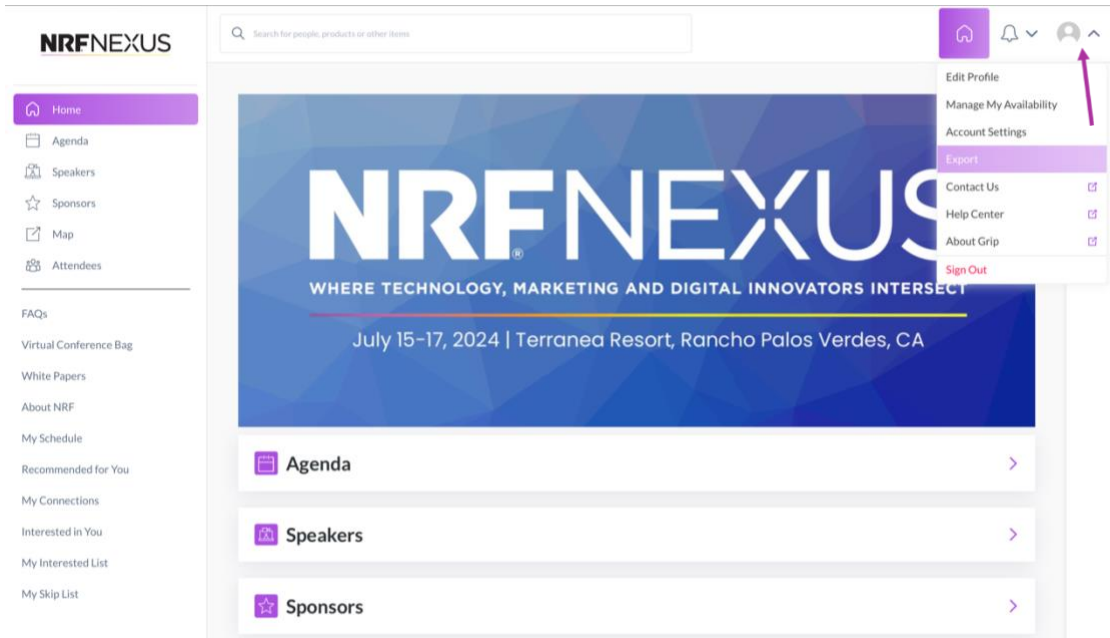 NRFNEXUS
Search for people, products or other items
Home
Agenda
Speakers
Sponsors
Map
Attendees
FAQs
Virtual Conference Bag
White Papers
About NRF
My Schedule
Recommended for You
My Connections
Interested in You
My Interested List
My Skip List
Edit Profile
Manage My Availability
Account Settings
Export
Contact Us
Help Center
About Grip
Sign Out
NRF®NEXUS
WHERE TECHNOLOGY, MARKETING AND DIGITAL INNOVATORS INTERSECT
July 15-17, 2024 | Terranea Resort, Rancho Palos Verdes, CA
Agenda
Speakers
Sponsors